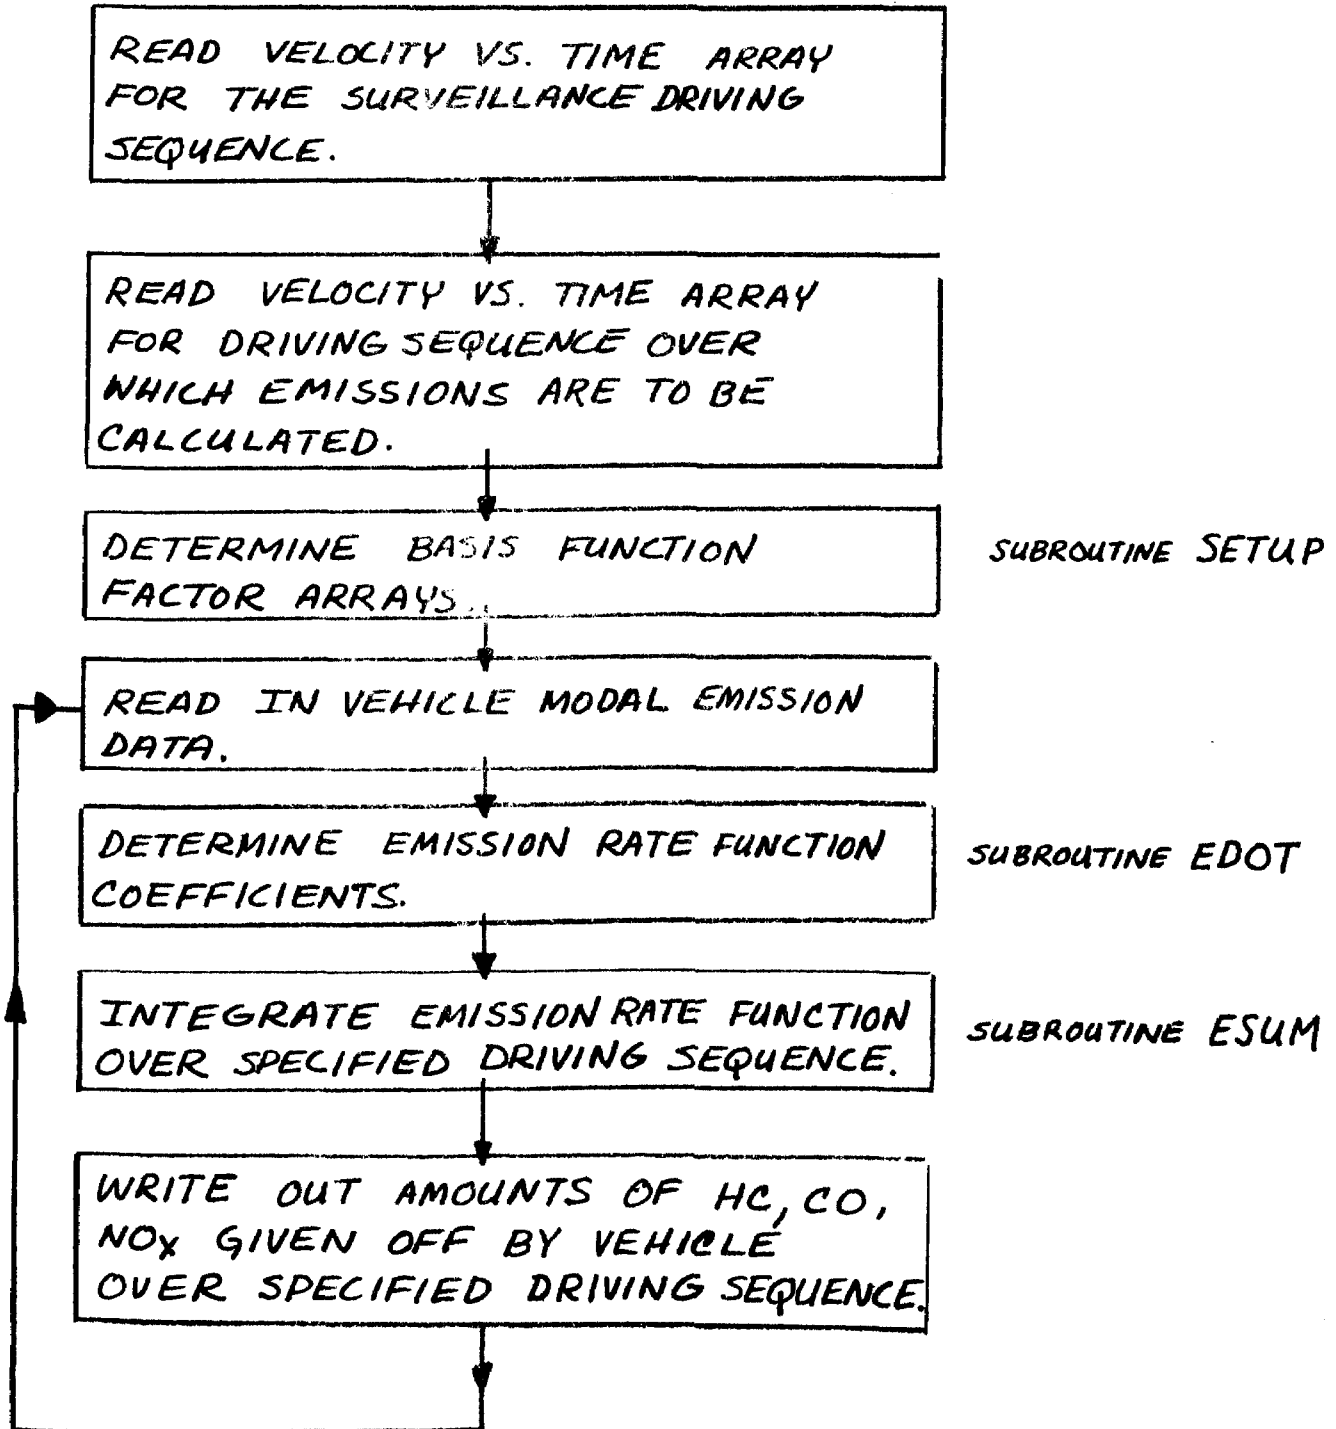 READ VELOCITY VS. TIME ARRAY
FOR THE SURVEILLANCE DRIVING
SEQUENCE.
READ VELOCITY VS. TIME ARRAY
FOR DRIVING SEQUENCE OVER
WHICH EMISSIONS ARE TO BE
CALCULATED.
DETERMINE BASIS FUNCTION
FACTOR ARRAYS.
SUBROUTINE SETUP
READ IN VEHICLE MODAL EMISSION
DATA.
DETERMINE EMISSION RATE FUNCTION
COEFFICIENTS.
SUBROUTINE EDOT
INTEGRATE EMISSION RATE FUNCTION
OVER SPECIFIED DRIVING SEQUENCE.
SUBROUTINE ESUM
WRITE OUT AMOUNTS OF HC, CO,
NOx GIVEN OFF BY VEHICLE
OVER SPECIFIED DRIVING SEQUENCE.